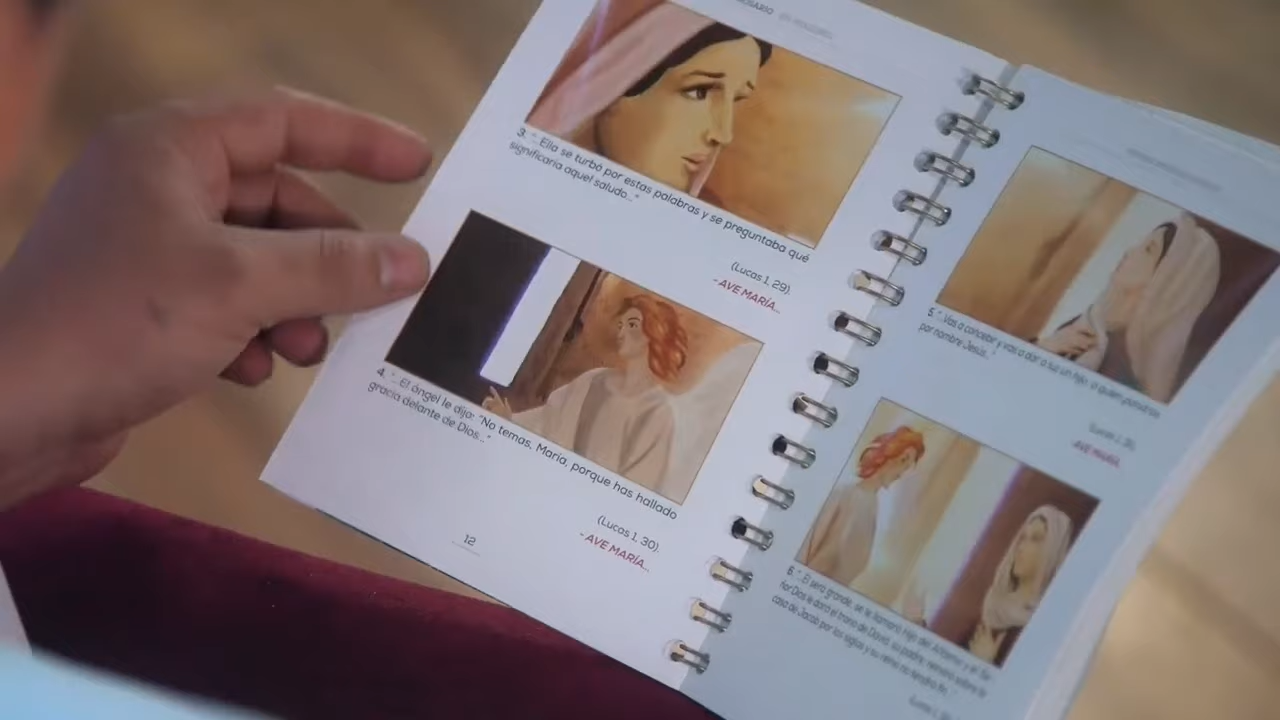 ROSARIO
3. "...Ella se turbó por estas palabras y se preguntaba qué
significaría aquel saludo..."
(Lucas 1, 29).
- AVE MARÍA...
4. "...El ángel le dijo: "No temas, María, porque has hallado
gracia delante de Dios..."
(Lucas 1, 30).
- AVE MARÍA...
12
5. "...Vas a concebir y vas a dar a luz un hijo, a quien pondrás
por nombre Jesús..."
AVE MARÍA
6. "...El será grande, se le llamará Hijo del Altísimo y el Se-
ñor Dios le dará el trono de David, su padre; reinará sobre la
casa de Jacob por los siglos y su reino no tendrá fin.